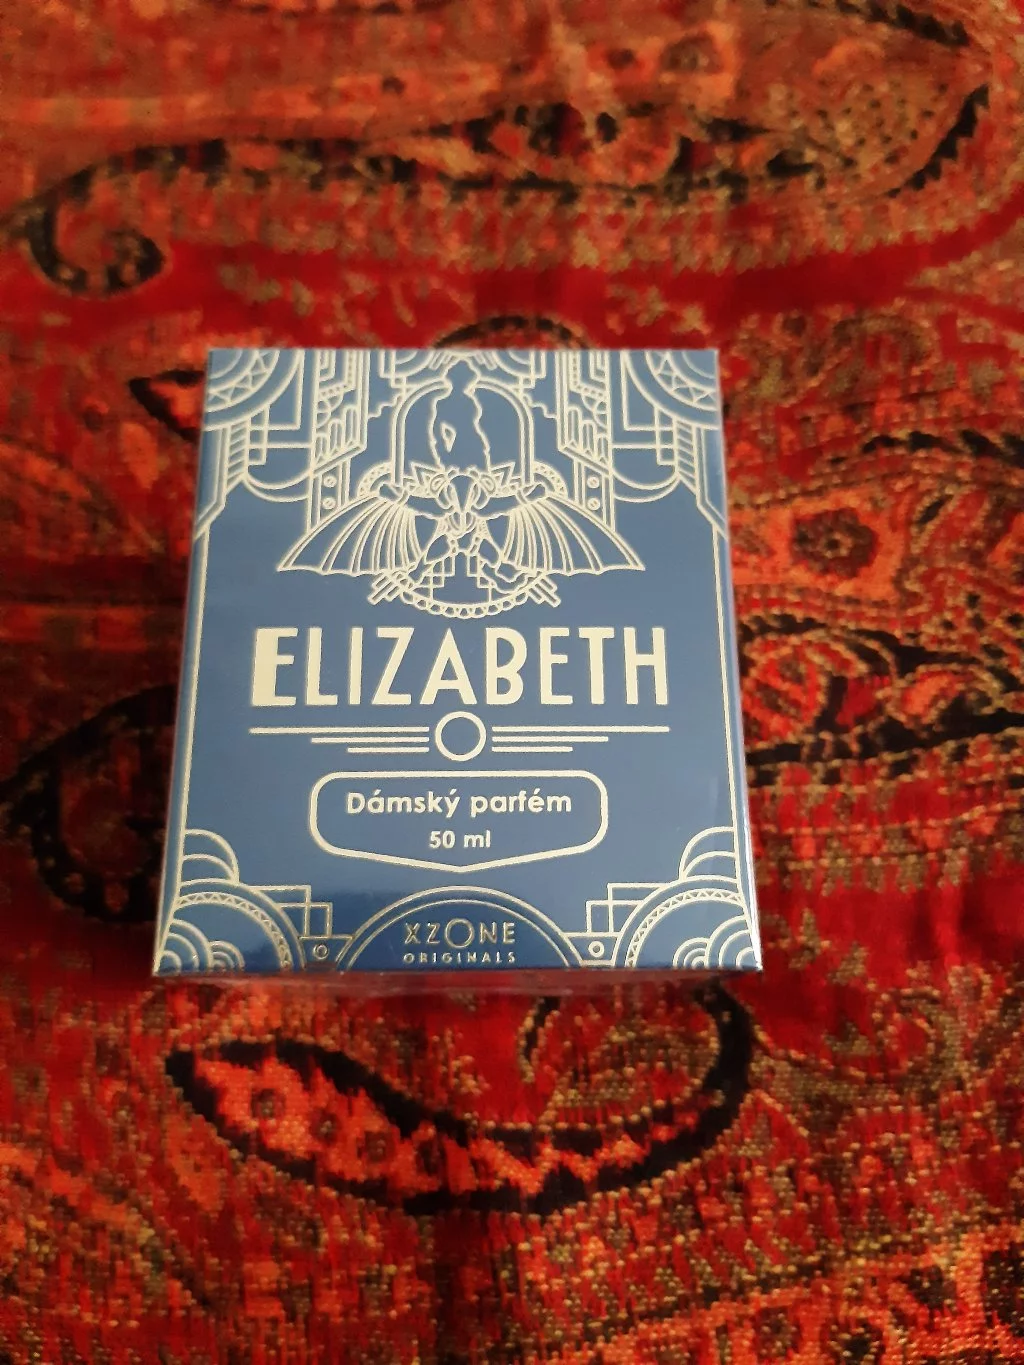 ELIZABETH
Dámský parfém
50 ml
XZONE
ORIGINALS